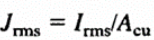 J_rms = I_rms/A_cu